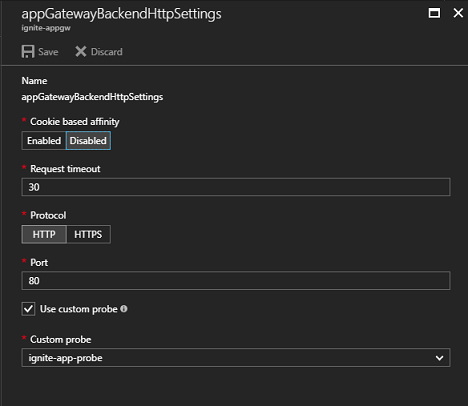 appGatewayBackendHttpSettings
ignite-appgw
Save Discard
Name
appGatewayBackendHttpSettings
* Cookie based affinity
Enabled Disabled
* Request timeout
30
* Protocol
HTTP HTTPS
* Port
80
Use custom probe
* Custom probe
ignite-app-probe